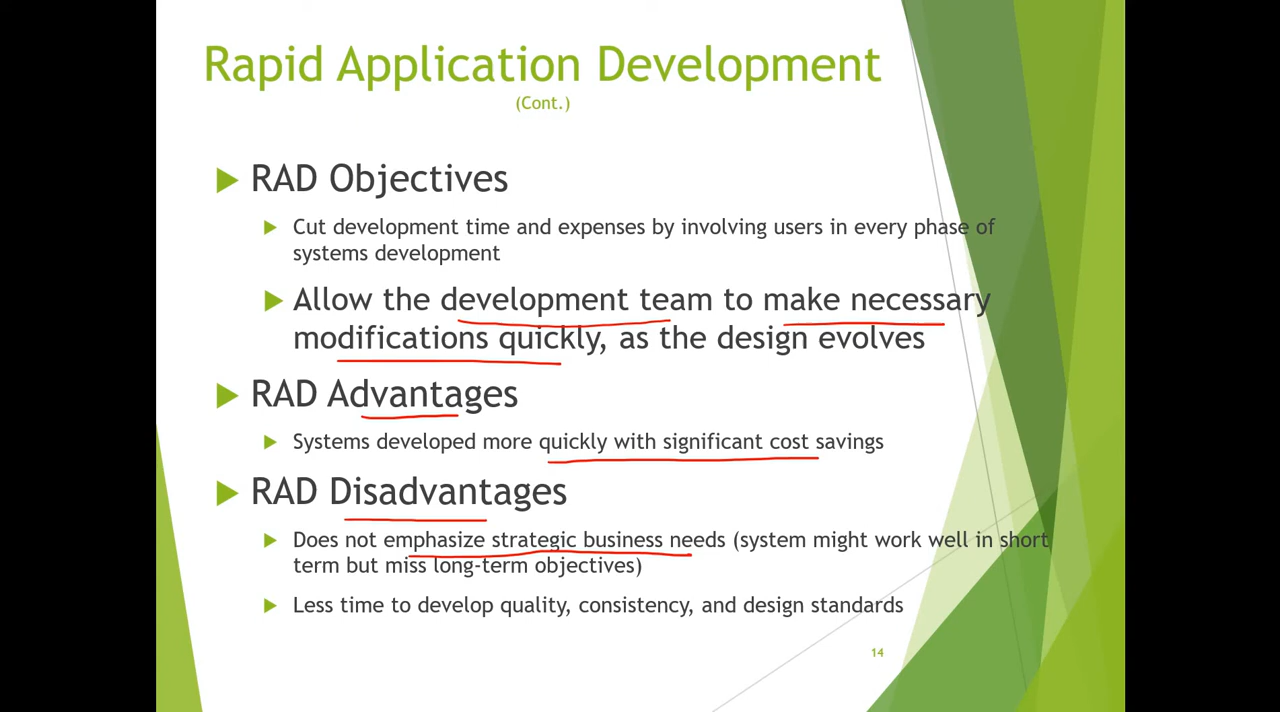 Rapid Application Development
(Cont.)
RAD Objectives
Cut development time and expenses by involving users in every phase of
systems development
Allow the development team to make necessary
modifications quickly, as the design evolves
RAD Advantages
Systems developed more quickly with significant cost savings
RAD Disadvantages
Does not emphasize strategic business needs (system might work well in short
term but miss long-term objectives)
Less time to develop quality, consistency, and design standards
14